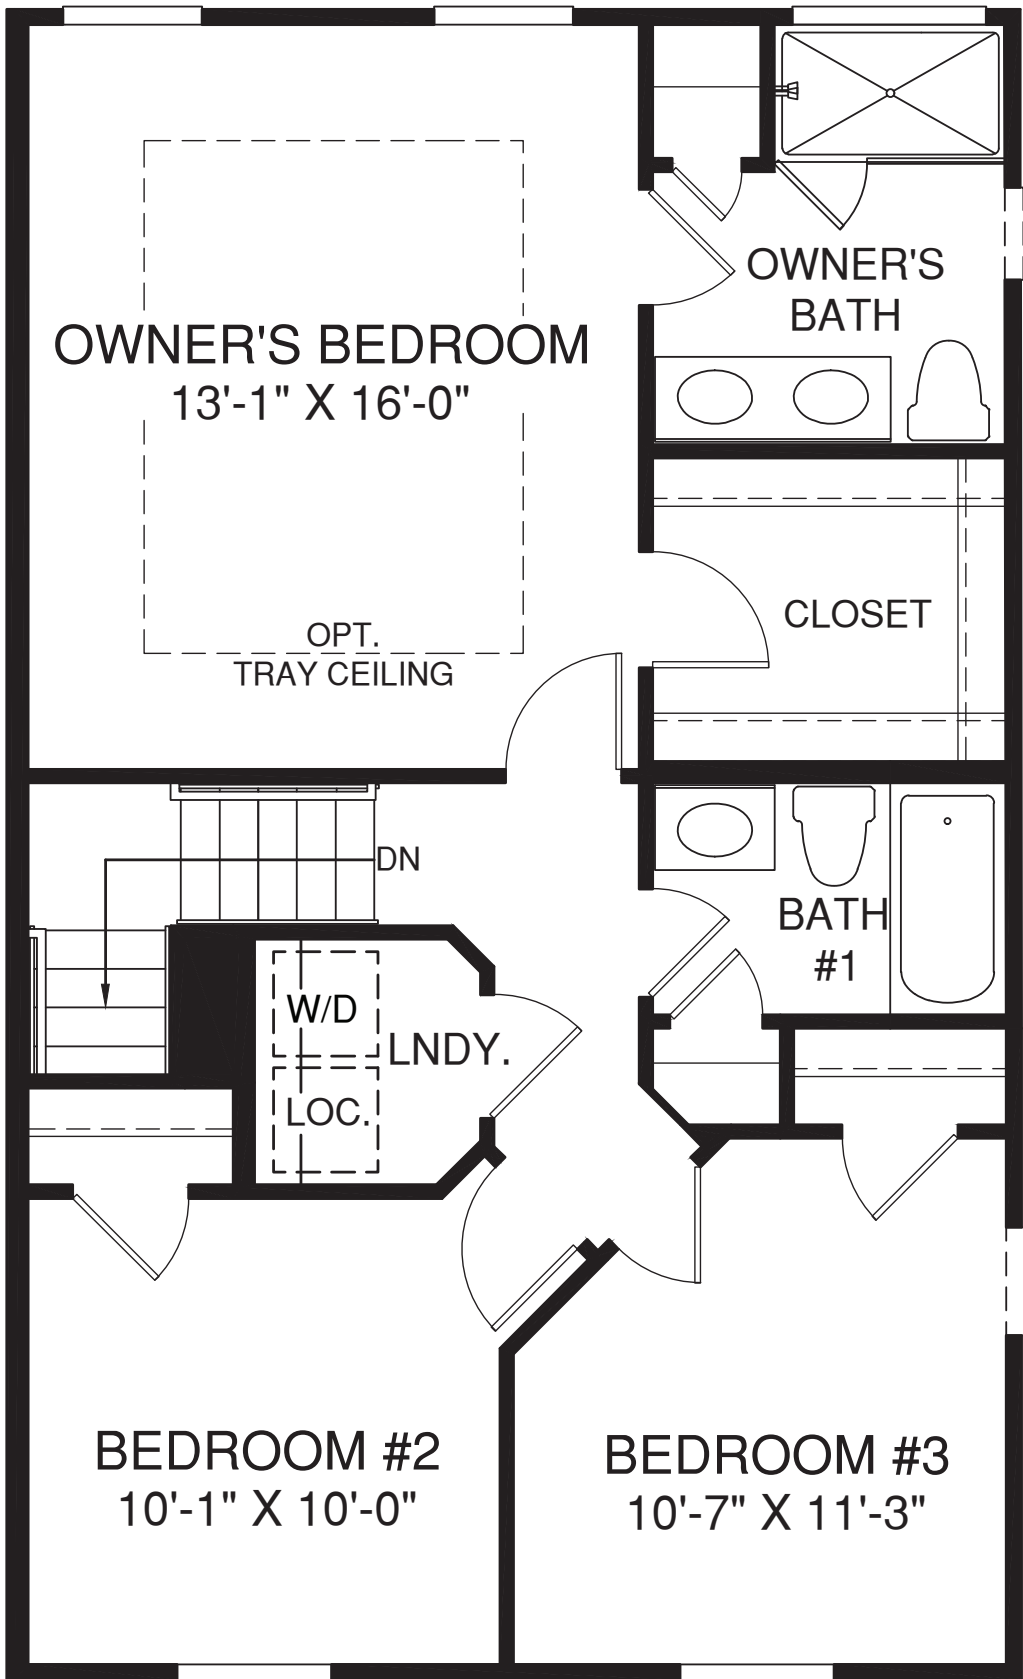 OWNER'S
BATH
OWNER'S BEDROOM
13'-1" X 16'-0"
CLOSET
OPT.
TRAY CEILING
DN
BATH
#1
W/D
LNDY.
LOC.
BEDROOM #2
10'-1" X 10'-0"
BEDROOM #3
10'-7" X 11'-3"